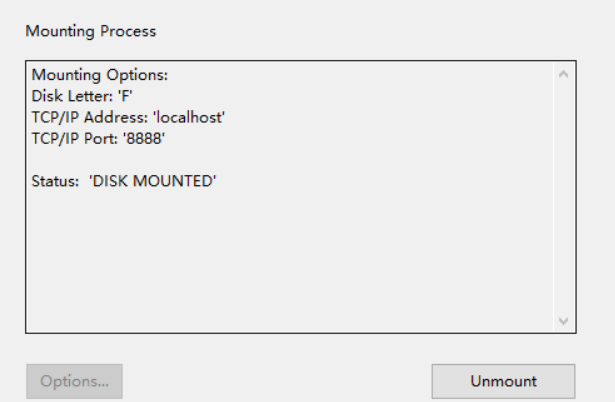 Mounting Process
Mounting Options:
Disk Letter: 'F'
TCP/IP Address: 'localhost'
TCP/IP Port: '8888'
Status:  'DISK MOUNTED'
Options...
Unmount